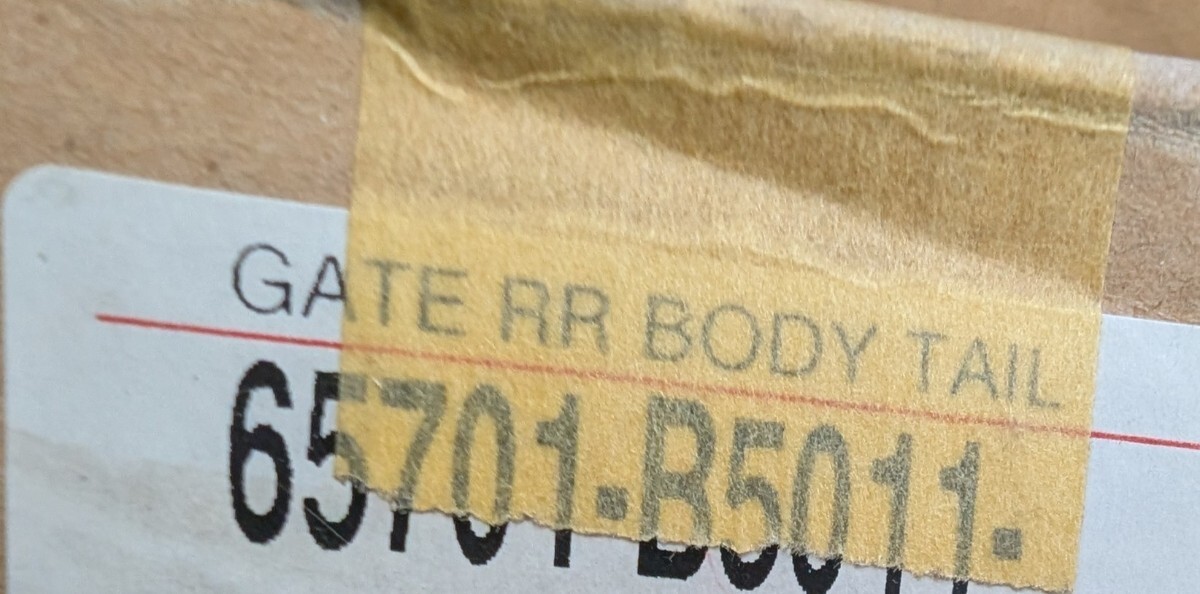 GATE RR BODY TAIL
65701-B5011-